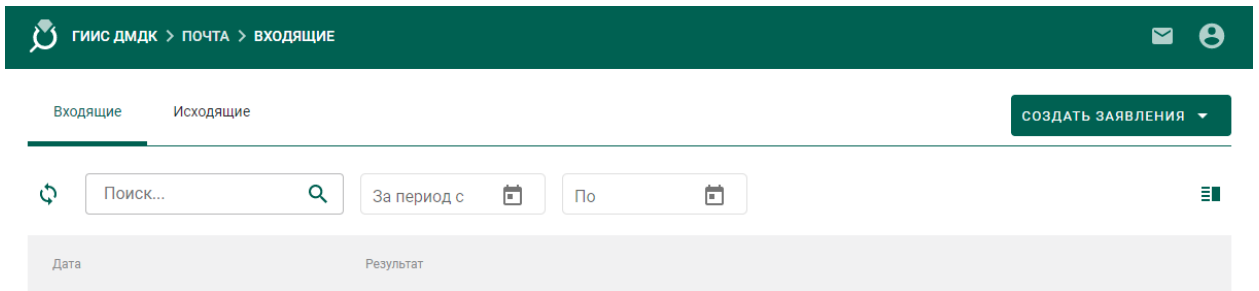 ГИИС ДМДК > ПОЧТА > ВХОДЯЩИЕ
Входящие Исходящие СОЗДАТЬ ЗАЯВЛЕНИЯ
Поиск... За период с По
Дата Результат